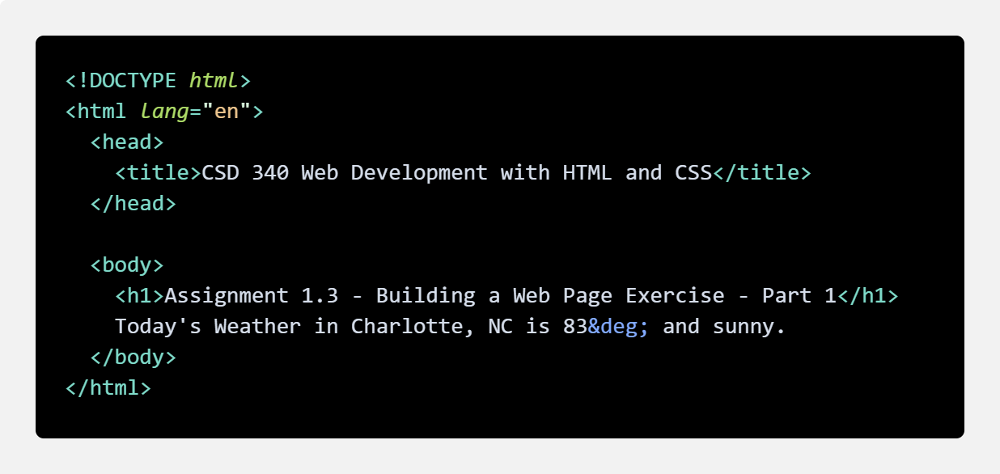 <!DOCTYPE html>
<html lang="en">
  <head>
    <title>CSD 340 Web Development with HTML and CSS</title>
  </head>

  <body>
    <h1>Assignment 1.3 - Building a Web Page Exercise - Part 1</h1>
    Today's Weather in Charlotte, NC is 83&deg; and sunny.
  </body>
</html>